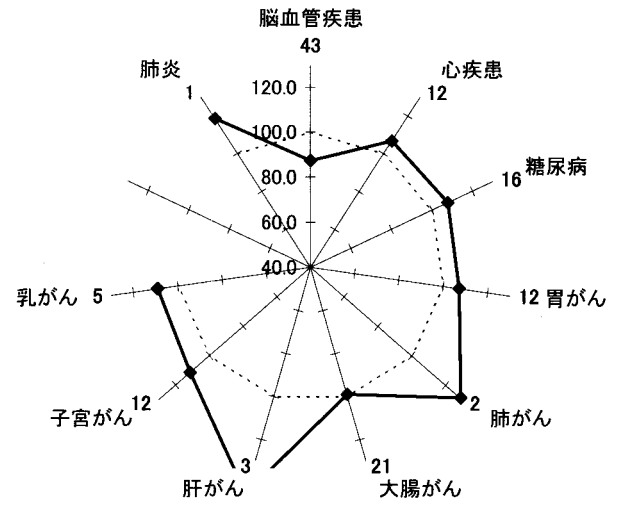 脳血管疾患
43
肺炎
1
心疾患
12
120.0
100.0
80.0
60.0
40.0
16 糖尿病
乳がん 5
12 胃がん
子宮がん 12
2 肺がん
3
肝がん
21
大腸がん